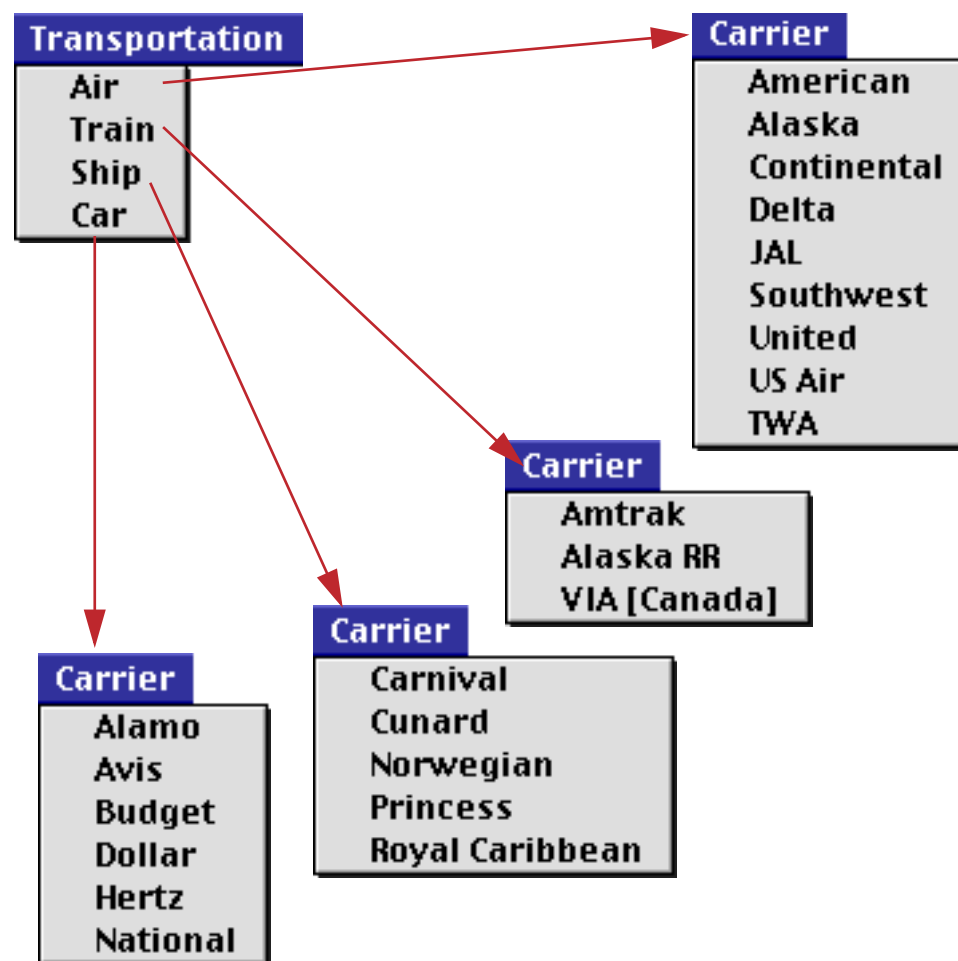 Transportation
Air
Train
Ship
Car
Carrier
American
Alaska
Continental
Delta
JAL
Southwest
United
US Air
TWA
Carrier
Amtrak
Alaska RR
VIA [Canada]
Carrier
Carnival
Cunard
Norwegian
Princess
Royal Caribbean
Carrier
Alamo
Avis
Budget
Dollar
Hertz
National